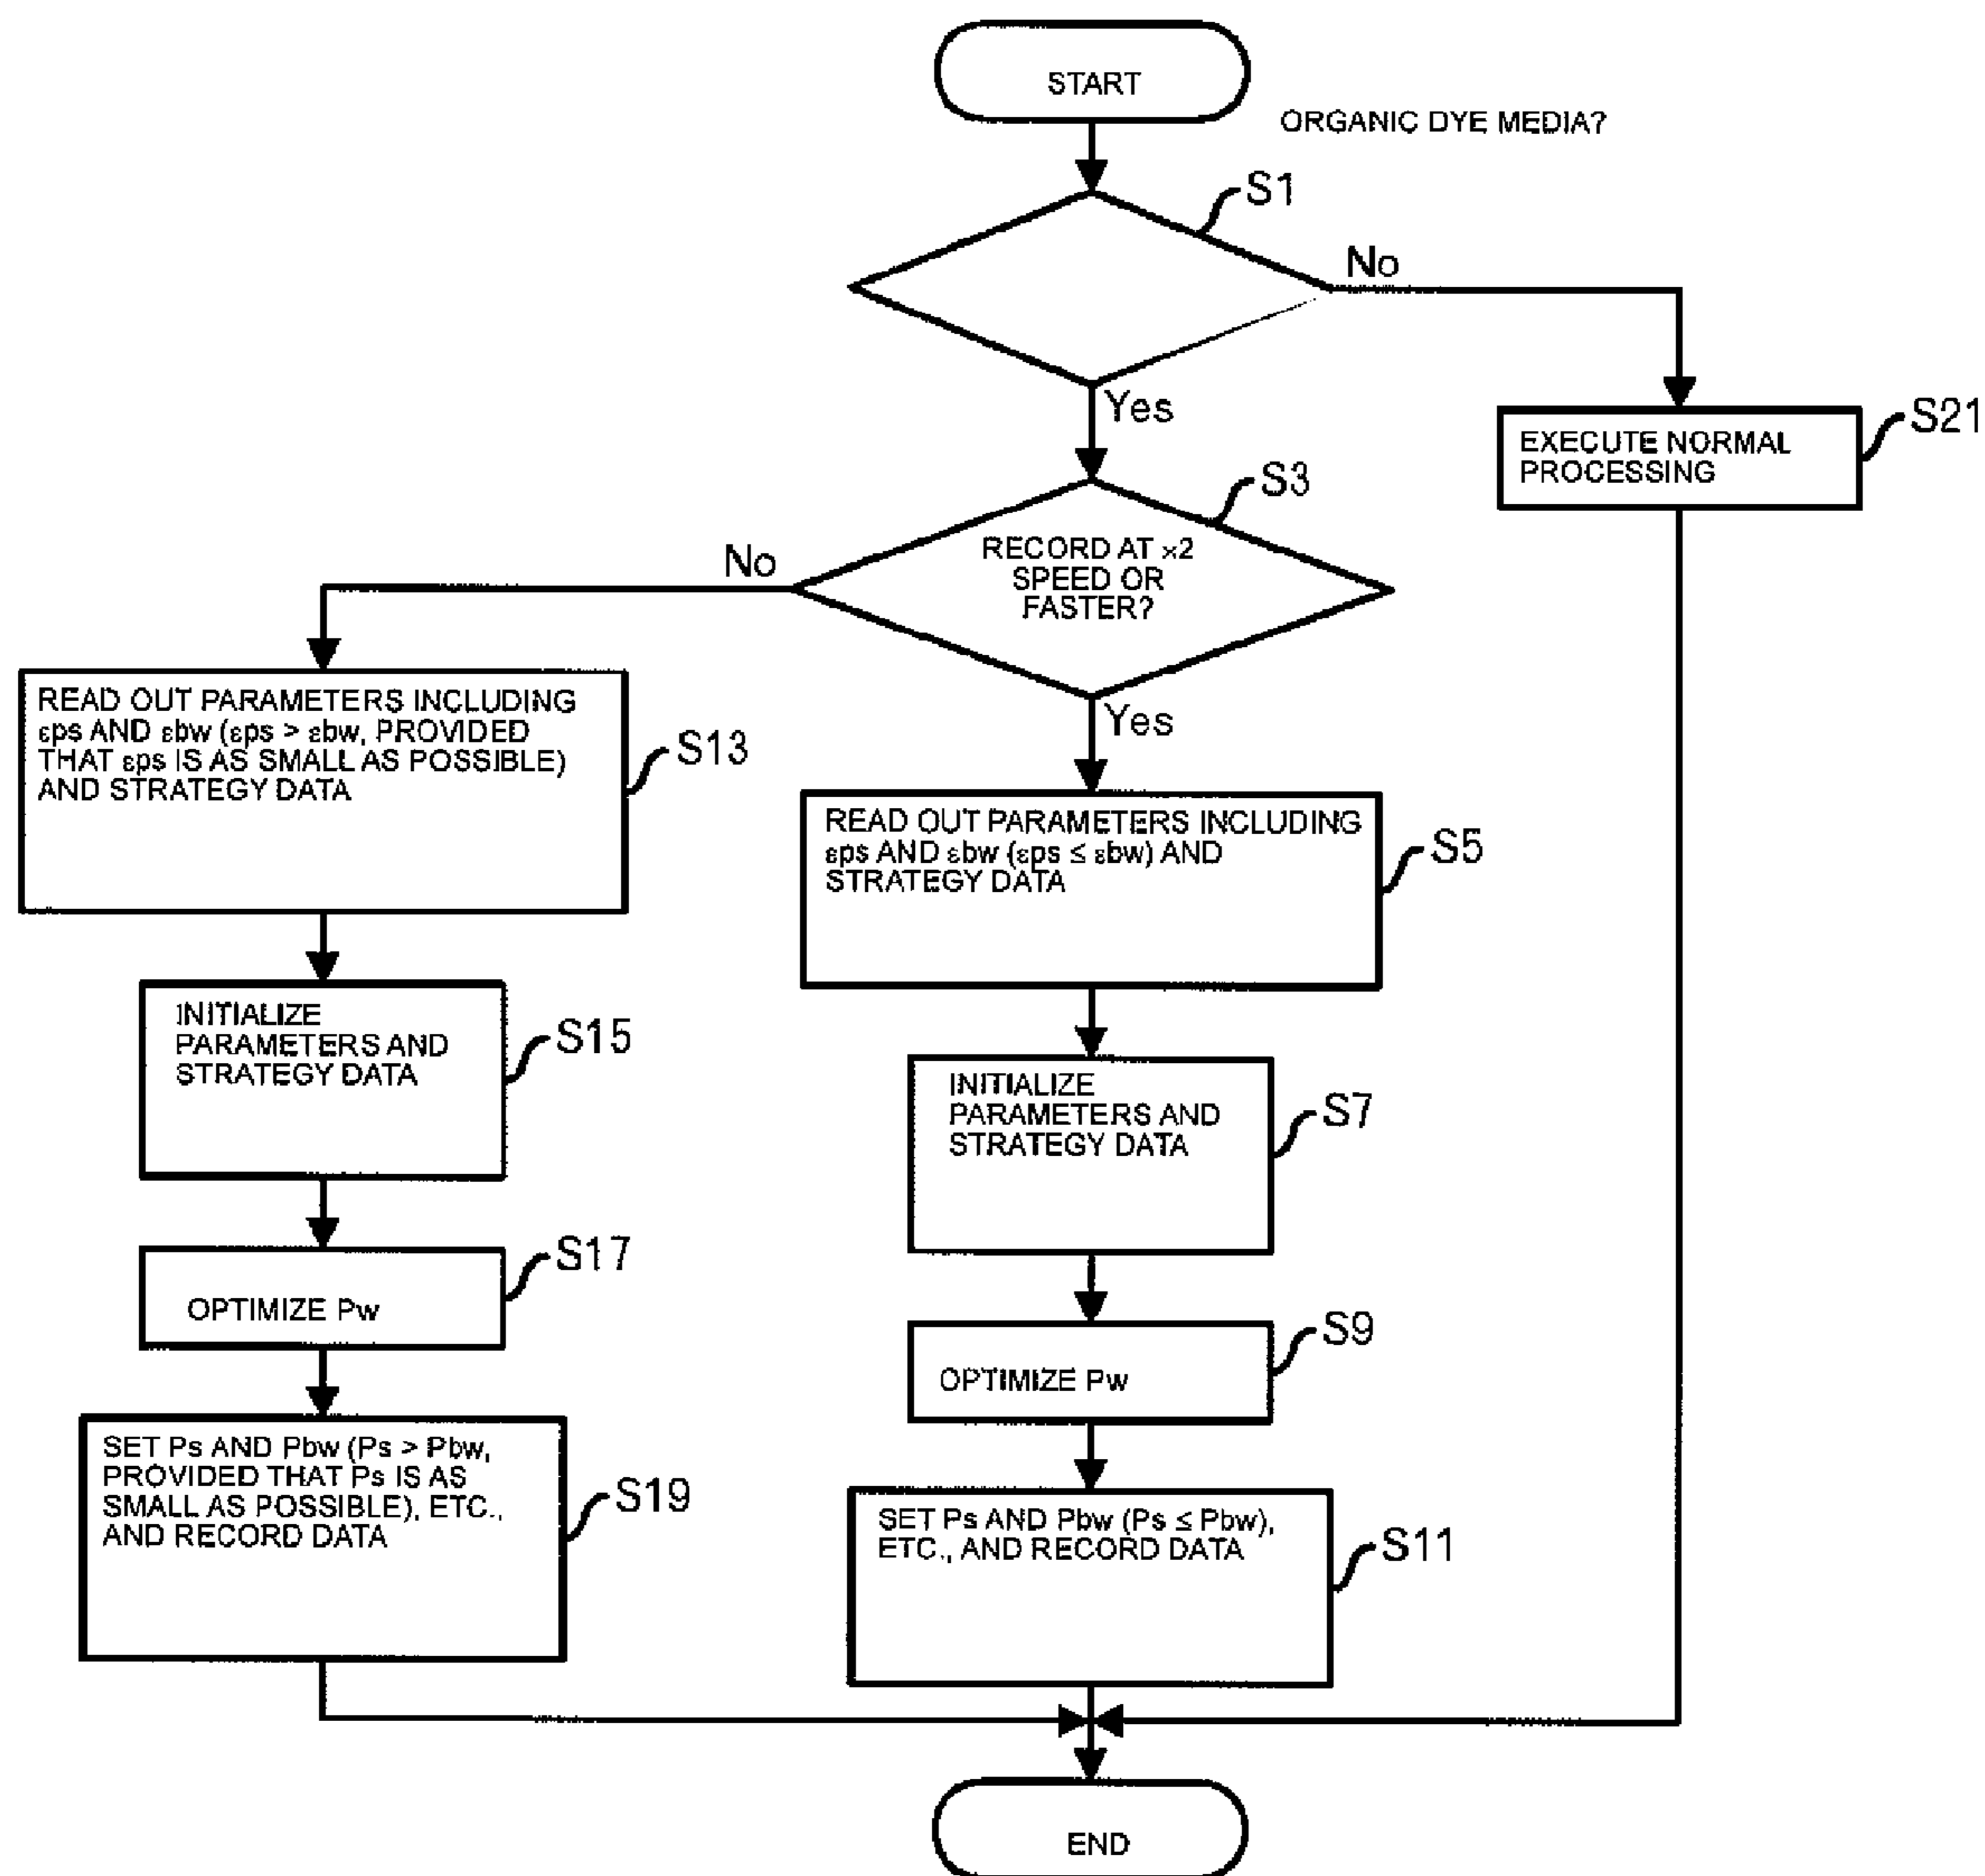 START
ORGANIC DYE MEDIA?
S1
No
Yes
EXECUTE NORMAL
PROCESSING
S21
S3
RECORD AT ×2
SPEED OR
FASTER?
No
Yes
READ OUT PARAMETERS INCLUDING
εps AND εbw (εps > εbw, PROVIDED
THAT εps IS AS SMALL AS POSSIBLE)
AND STRATEGY DATA
S13
READ OUT PARAMETERS INCLUDING
εps AND εbw (εps ≤ εbw) AND
STRATEGY DATA
S5
INITIALIZE
PARAMETERS AND
STRATEGY DATA
S15
INITIALIZE
PARAMETERS AND
STRATEGY DATA
S7
OPTIMIZE Pw
S17
OPTIMIZE Pw
S9
SET Ps AND Pbw (Ps > Pbw,
PROVIDED THAT Ps IS AS
SMALL AS POSSIBLE), ETC.,
AND RECORD DATA
S19
SET Ps AND Pbw (Ps ≤ Pbw),
ETC., AND RECORD DATA
S11
END